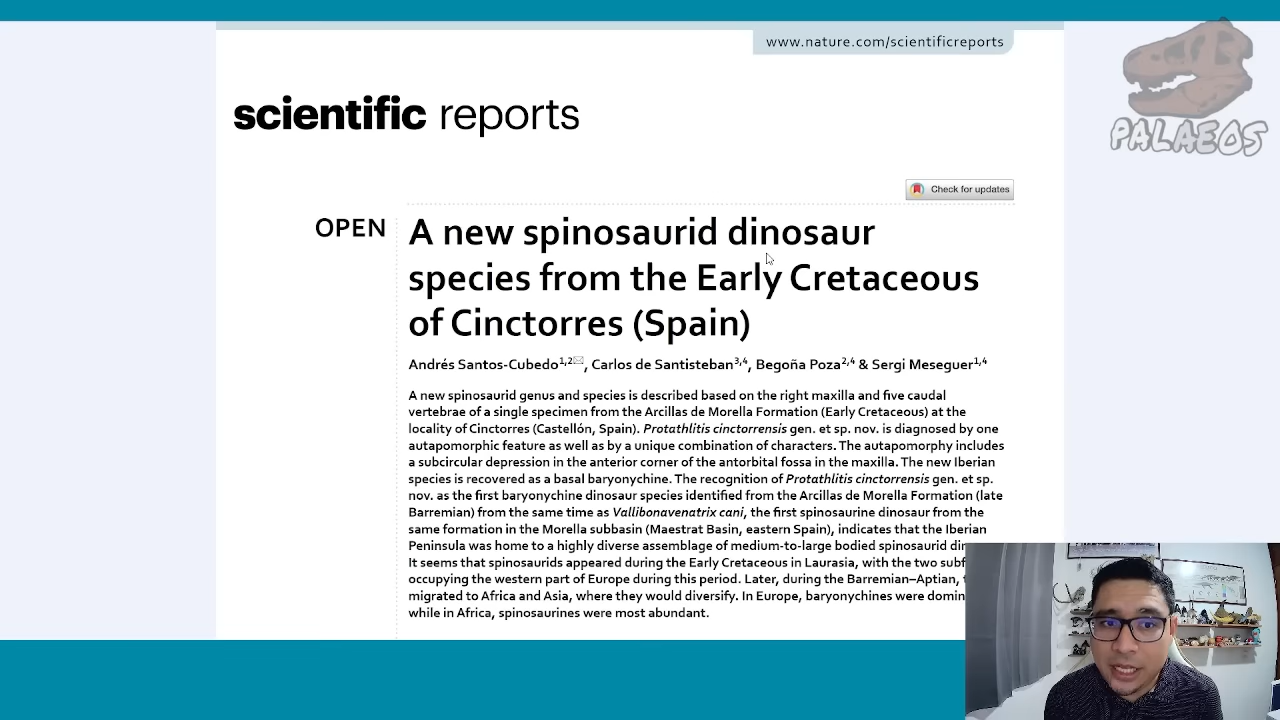 www.nature.com/scientificreports
PALAEOS
scientific reports
Check for updates
OPEN
A new spinosaurid dinosaur
species from the Early Cretaceous
of Cinctorres (Spain)
Andrés Santos-Cubedo1,2✉, Carlos de Santisteban3,4, Begoña Poza2,4 & Sergi Meseguer1,4
A new spinosaurid genus and species is described based on the right maxilla and five caudal
vertebrae of a single specimen from the Arcillas de Morella Formation (Early Cretaceous) at the
locality of Cinctorres (Castellón, Spain). Protathlitis cinctorrensis gen. et sp. nov. is diagnosed by one
autapomorphic feature as well as by a unique combination of characters. The autapomorphy includes
a subcircular depression in the anterior corner of the antorbital fossa in the maxilla. The new Iberian
species is recovered as a basal baryonychine. The recognition of Protathlitis cinctorrensis gen. et sp.
nov. as the first baryonychine dinosaur species identified from the Arcillas de Morella Formation (late
Barremian) from the same time as Vallibonavenatrix cani, the first spinosaurine dinosaur from the
same formation in the Morella subbasin (Maestrat Basin, eastern Spain), indicates that the Iberian
Peninsula was home to a highly diverse assemblage of medium-to-large bodied spinosaurid
It seems that spinosaurids appeared during the Early Cretaceous in Laurasia, with the two
occupying the western part of Europe during this period. Later, during the Barremian–Aptian,
migrated to Africa and Asia, where they would diversify. In Europe, baryonychines were
while in Africa, spinosaurines were most abundant.